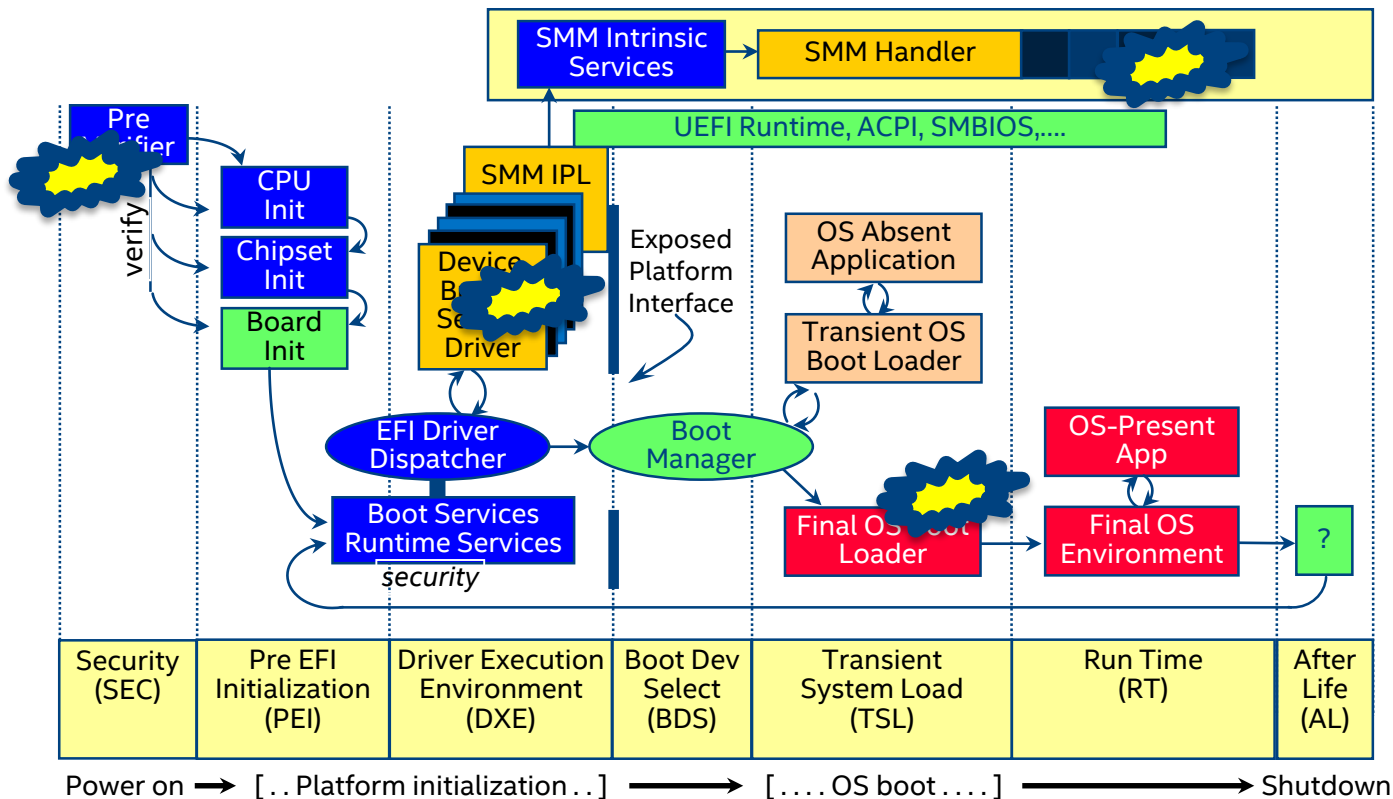 SMM Intrinsic
Services
SMM Handler
UEFI Runtime, ACPI, SMBIOS,....
Pre
verify
CPU
Init
Chipset
Init
Board
Init
SMM IPL
Device
Driver
Exposed
Platform
Interface
OS Absent
Application
Transient OS
Boot Loader
EFI Driver
Dispatcher
Boot
Manager
OS-Present
App
Boot Services
Runtime Services
security
Final OS
Loader
Final OS
Environment
?
Security
(SEC)
Pre EFI
Initialization
(PEI)
Driver Execution
Environment
(DXE)
Boot Dev
Select
(BDS)
Transient
System Load
(TSL)
Run Time
(RT)
After
Life
(AL)
Power on
[ . . Platform initialization . . ]
[ . . . . OS boot . . . . ]
Shutdown